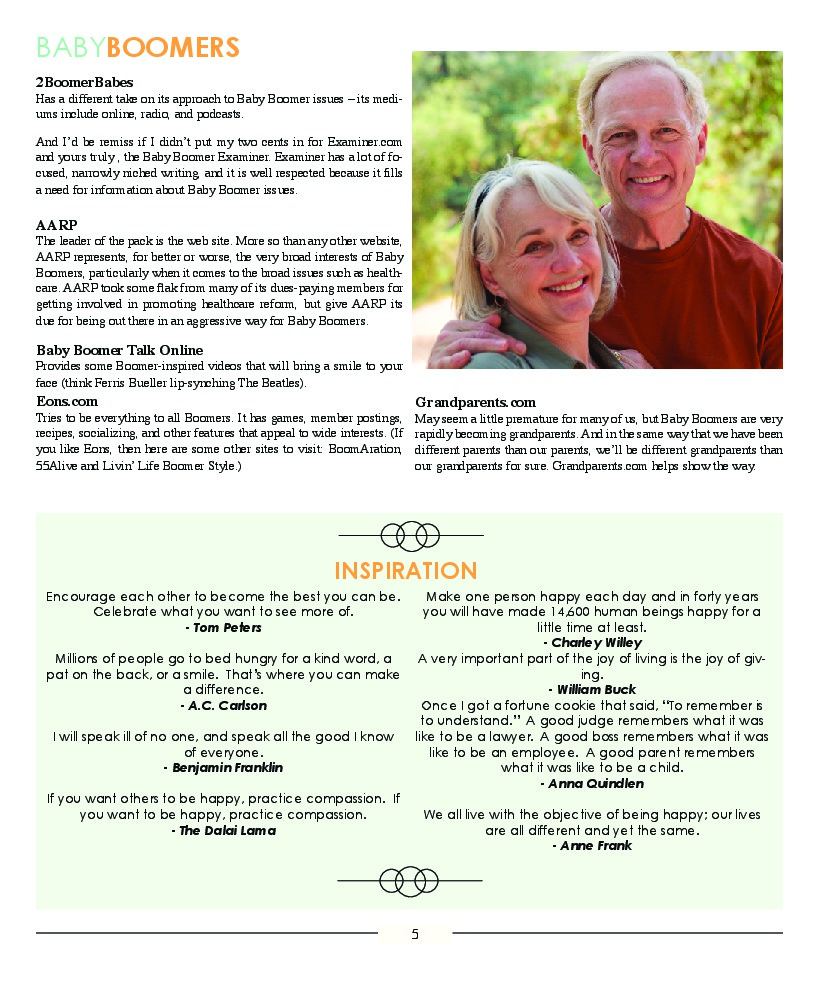 BABYBOOMERS
2BoomerBabes
Has a different take on its approach to Baby Boomer issues – its medi-
ums include online, radio, and podcasts.
And I'd be remiss if I didn't put my two cents in for Examiner.com
and yours truly , the Baby Boomer Examiner. Examiner has a lot of fo-
cused, narrowly niched writing, and it is well respected because it fills
a need for information about Baby Boomer issues.
AARP
The leader of the pack is the web site. More so than any other website,
AARP represents, for better or worse, the very broad interests of Baby
Boomers, particularly when it comes to the broad issues such as health-
care. AARP took some flak from many of its dues-paying members for
getting involved in promoting healthcare reform, but give AARP its
due for being out there in an aggressive way for Baby Boomers.
Baby Boomer Talk Online
Provides some Boomer-inspired videos that will bring a smile to your
face (think Ferris Bueller lip-synching The Beatles).
Eons.com
Tries to be everything to all Boomers. It has games, member postings,
recipes, socializing, and other features that appeal to wide interests. (If
you like Eons, then here are some other sites to visit: BoomAration,
55Alive and Livin' Life Boomer Style.)
Grandparents.com
May seem a little premature for many of us, but Baby Boomers are very
rapidly becoming grandparents. And in the same way that we have been
different parents than our parents, we'll be different grandparents than
our grandparents for sure. Grandparents.com helps show the way.
INSPIRATION
Encourage each other to become the best you can be.
Celebrate what you want to see more of.
- Tom Peters
Millions of people go to bed hungry for a kind word, a
pat on the back, or a smile. That's where you can make
a difference.
- A.C. Carlson
I will speak ill of no one, and speak all the good I know
of everyone.
- Benjamin Franklin
If you want others to be happy, practice compassion. If
you want to be happy, practice compassion.
- The Dalai Lama
Make one person happy each day and in forty years
you will have made 14,600 human beings happy for a
little time at least.
- Charley Willey
A very important part of the joy of living is the joy of giv-
ing.
- William Buck
Once I got a fortune cookie that said, "To remember is
to understand." A good judge remembers what it was
like to be a lawyer. A good boss remembers what it was
like to be an employee. A good parent remembers
what it was like to be a child.
- Anna Quindlen
We all live with the objective of being happy; our lives
are all different and yet the same.
- Anne Frank
5